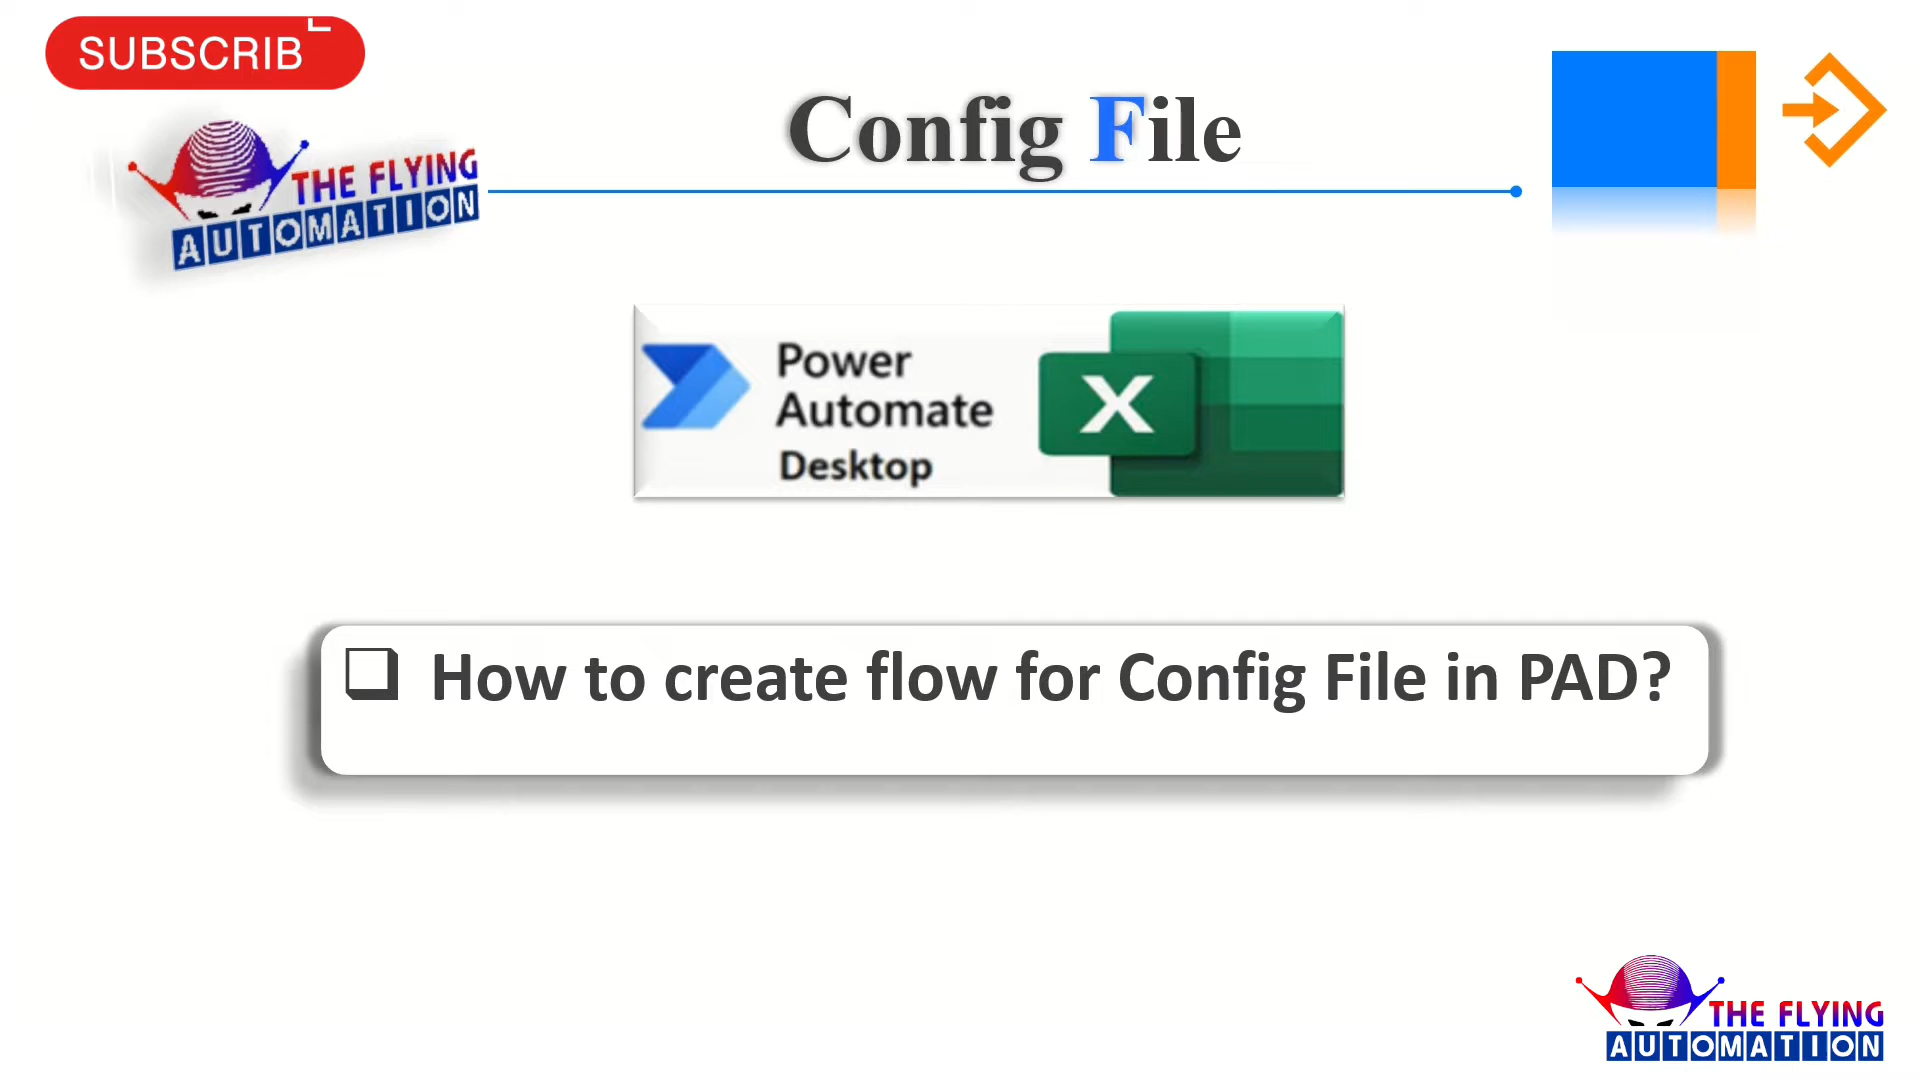 SUBSCRIB
Config File
THE FLYING
AUTOMATION
Power
Automate
Desktop
X
❑ How to create flow for Config File in PAD?
THE FLYING
AUTOMATION